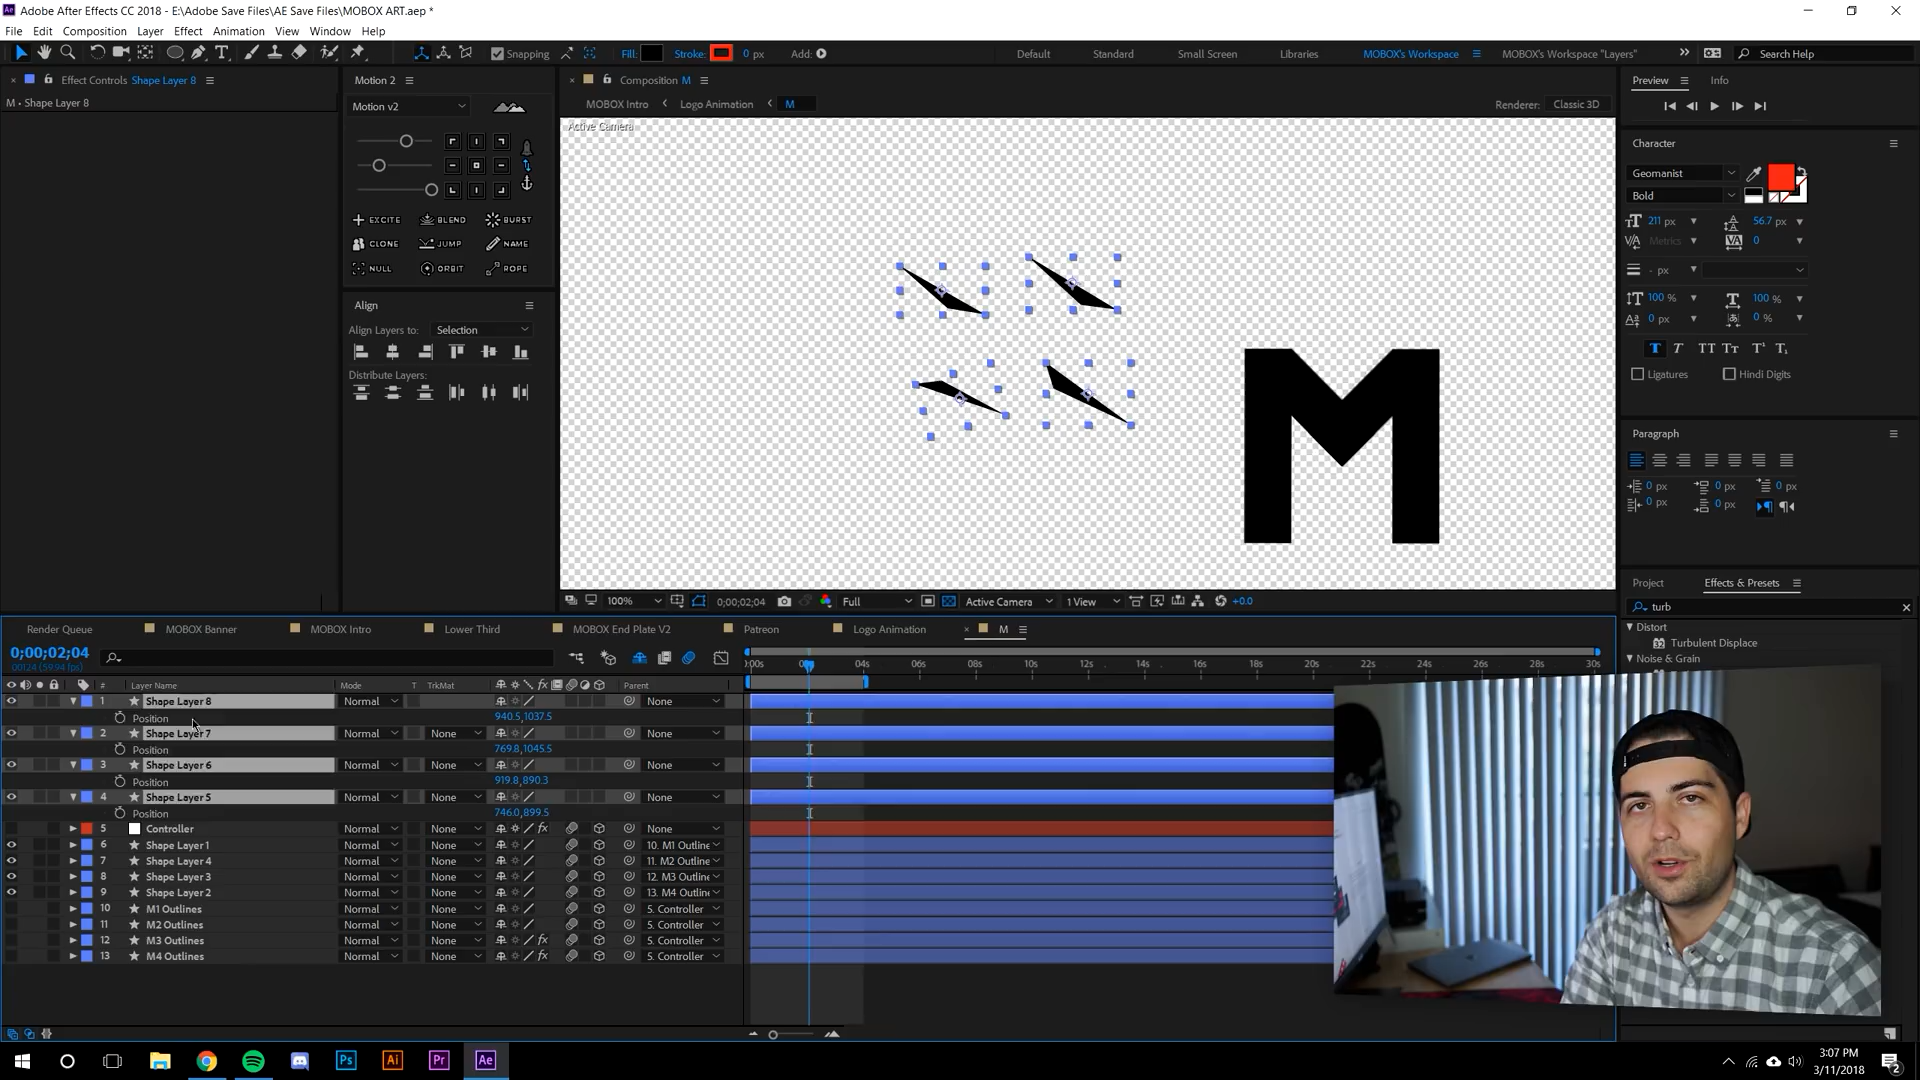 Adobe After Effects CC 2018 - E:\Adobe Save Files\AE Save Files\MOBOX ART.aep *
File Edit Composition Layer Effect Animation View Window Help
Snapping Fill: Stroke: 0 px Add: Default Standard Small Screen Libraries MOBOX's Workspace MOBOX's Workspace "Layers" Search Help
Effect Controls Shape Layer 8
M • Shape Layer 8
Motion 2
Motion v2
EXCITE BLEND BURST
CLONE JUMP NAME
NULL ORBIT ROPE
Align
Align Layers to: Selection
Distribute Layers:
Composition M
MOBOX Intro Logo Animation M
Renderer: Classic 3D
Active Camera
M
100% 0;00;02;04 Full Active Camera 1 View +0.0
Preview Info
Character
Geomanist
Bold
211 px 56.7 px
Metrics 0
- px
100 % 100 %
0 px 0 %
T T TT Tr T¹ T₁
Ligatures Hindi Digits
Paragraph
0 px 0 px 0 px
0 px 0 px
Project Effects & Presets
turb
Distort
Turbulent Displace
Noise & Grain
Render Queue MOBOX Banner MOBOX Intro Lower Third MOBOX End Plate V2 Patreon Logo Animation M
0;00;02;04
00124 (59.94 fps)
:00s 02s 04s 06s 08s 10s 12s 14s 16s 18s 20s 22s 24s 26s 28s 30s
# Layer Name Mode T TrkMat Parent
1 Shape Layer 8 Normal None
Position 940.5,1037.5
2 Shape Layer 7 Normal None None
Position 769.8,1045.5
3 Shape Layer 6 Normal None None
Position 919.8,890.3
4 Shape Layer 5 Normal None None
Position 746.0,899.5
5 Controller Normal None None
6 Shape Layer 1 Normal None 10. M1 Outline
7 Shape Layer 4 Normal None 11. M2 Outline
8 Shape Layer 3 Normal None 12. M3 Outline
9 Shape Layer 2 Normal None 13. M4 Outline
10 M1 Outlines Normal None 5. Controller
11 M2 Outlines Normal None 5. Controller
12 M3 Outlines Normal None 5. Controller
13 M4 Outlines Normal None 5. Controller
Ps Ai Pr Ae
3:07 PM
3/11/2018
2